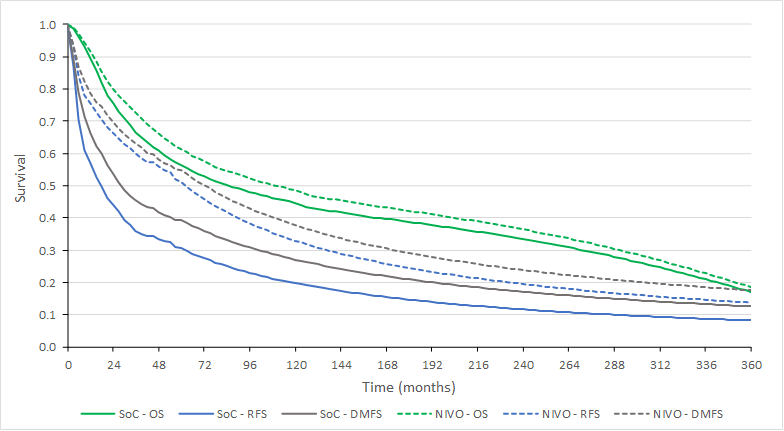 1.0
0.9
0.8
0.7
0.6
0.5
0.4
0.3
0.2
0.1
0.0
Survival
0 24 48 72 96 120 144 168 192 216 240 264 288 312 336 360
Time (months)
SoC - OS SoC - RFS SoC - DMFS NIVO - OS NIVO - RFS NIVO - DMFS